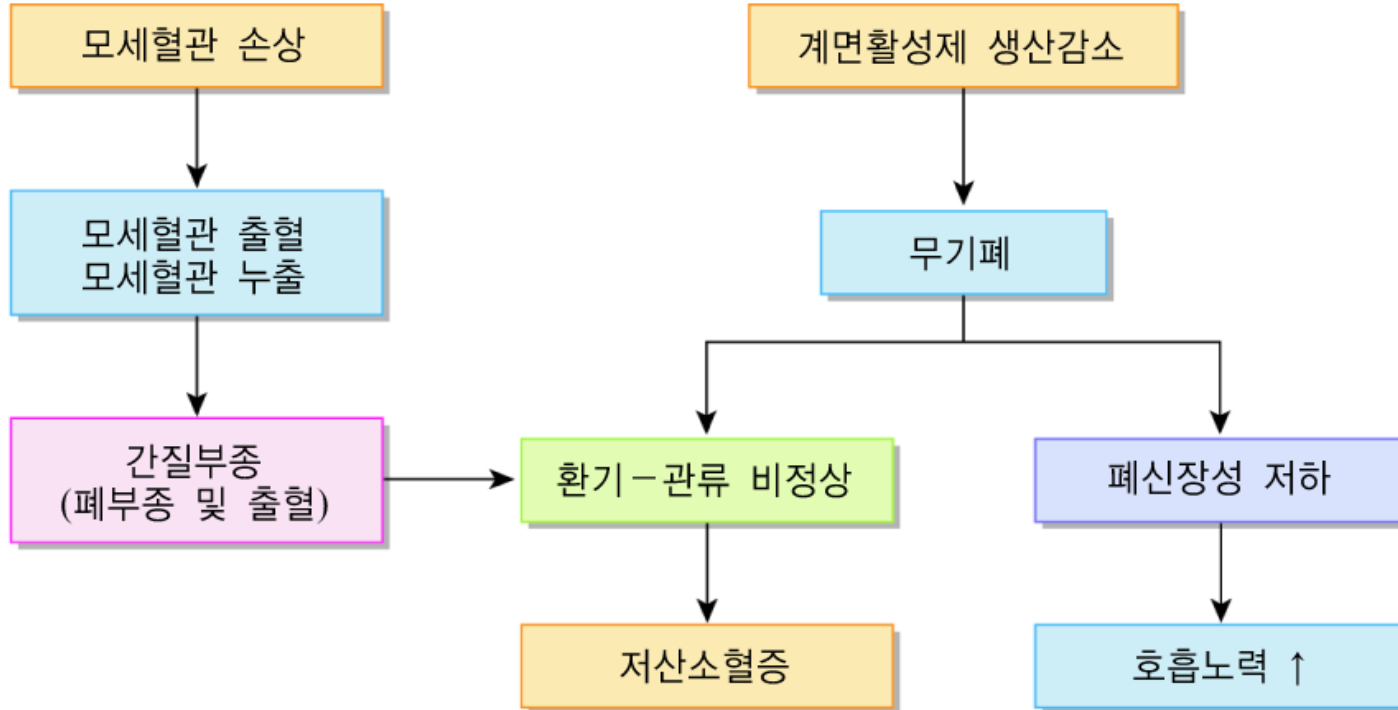 모세혈관 손상
계면활성제 생산감소
모세혈관 출혈
모세혈관 누출
무기폐
간질부종
(폐부종 및 출혈)
환기－관류 비정상
폐신장성 저하
저산소혈증
호흡노력 ↑